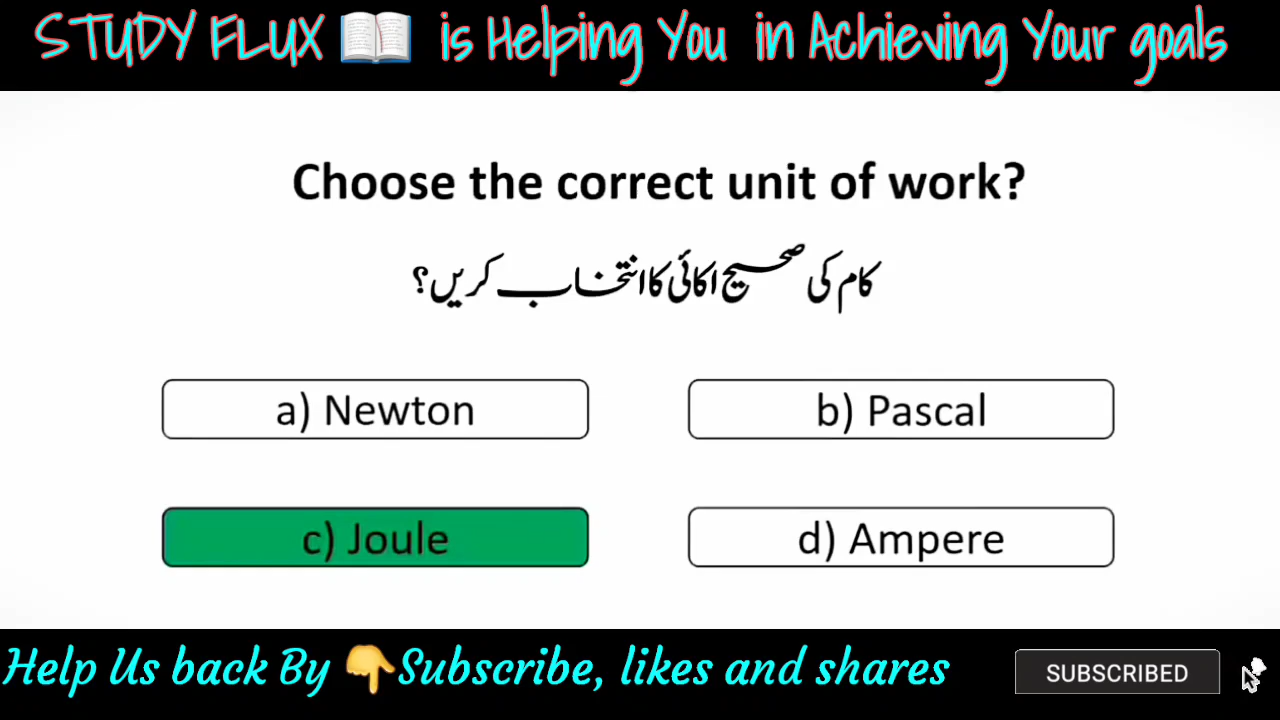 STUDY FLUX 📖 is Helping You in Achieving Your goals
Choose the correct unit of work?
کام کی صحیح اکائی کا انتخاب کریں؟
a) Newton
b) Pascal
c) Joule
d) Ampere
Help Us back By 👇Subscribe, likes and shares
SUBSCRIBED